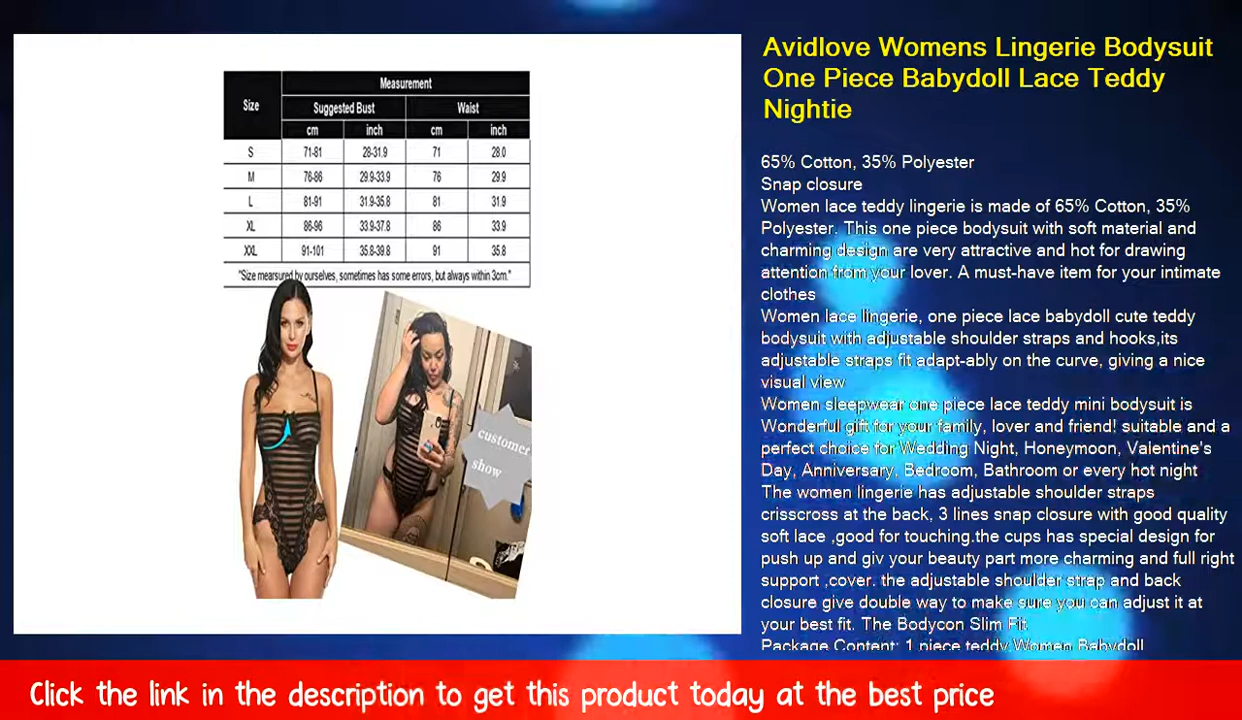 Avidlove Womens Lingerie Bodysuit
One Piece Babydoll Lace Teddy
Nightie
Size Measurement
Suggested Bust Waist
cm inch cm inch
S 71-81 28-31.9 71 28.0
M 76-86 29.9-33.9 76 29.9
L 81-91 31.9-35.8 81 31.9
XL 86-96 33.9-37.8 86 33.9
XXL 91-101 35.8-39.8 91 35.8
"Size mearsured by ourselves, sometimes has some errors, but always within 3cm."
customer
show
65% Cotton, 35% Polyester
Snap closure
Women lace teddy lingerie is made of 65% Cotton, 35%
Polyester. This one piece bodysuit with soft material and
charming design are very attractive and hot for drawing
attention from your lover. A must-have item for your intimate
clothes
Women lace lingerie, one piece lace babydoll cute teddy
bodysuit with adjustable shoulder straps and hooks,its
adjustable straps fit adapt-ably on the curve, giving a nice
visual view
Women sleepwear one piece lace teddy mini bodysuit is
Wonderful gift for your family, lover and friend! suitable and a
perfect choice for Wedding Night, Honeymoon, Valentine's
Day, Anniversary, Bedroom, Bathroom or every hot night
The women lingerie has adjustable shoulder straps
crisscross at the back, 3 lines snap closure with good quality
soft lace ,good for touching.the cups has special design for
push up and giv your beauty part more charming and full right
support ,cover. the adjustable shoulder strap and back
closure give double way to make sure you can adjust it at
your best fit. The Bodycon Slim Fit
Package Content: 1 piece teddy,Women Babydoll
Click the link in the description to get this product today at the best price